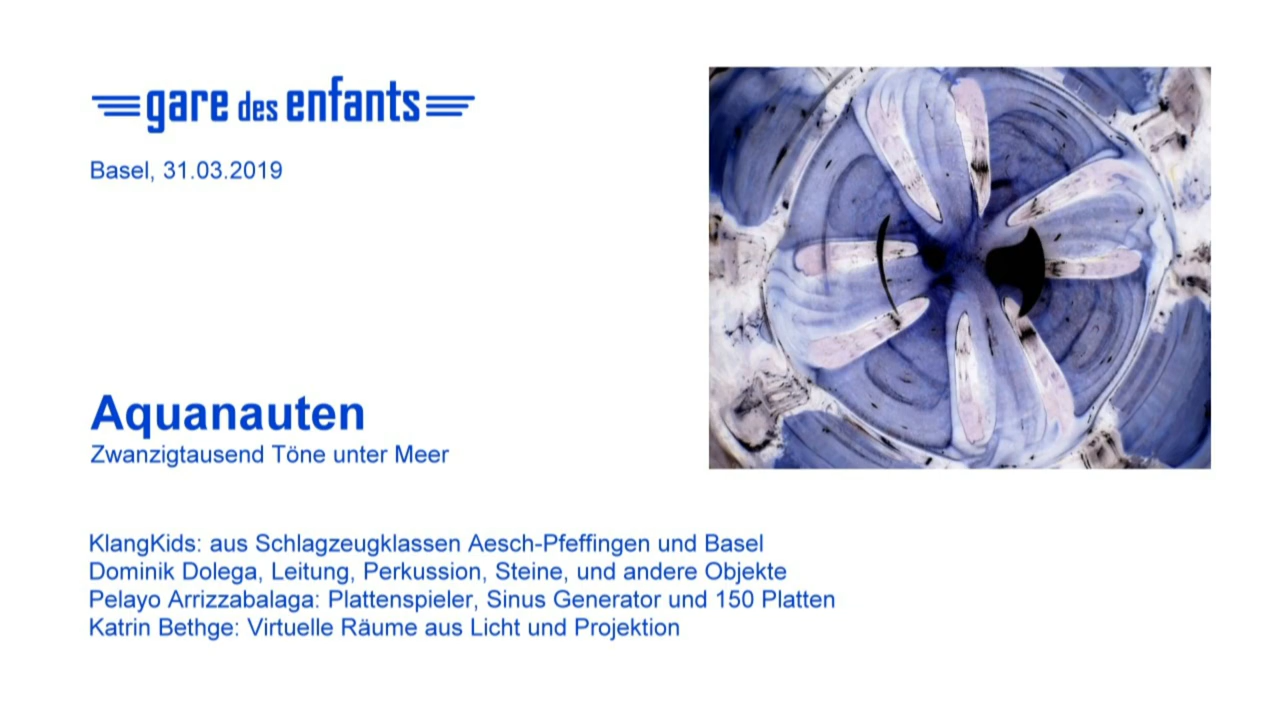 gare des enfants
Basel, 31.03.2019
Aquanauten
Zwanzigtausend Töne unter Meer
KlangKids: aus Schlagzeugklassen Aesch-Pfeffingen und Basel
Dominik Dolega, Leitung, Perkussion, Steine, und andere Objekte
Pelayo Arrizzabalaga: Plattenspieler, Sinus Generator und 150 Platten
Katrin Bethge: Virtuelle Räume aus Licht und Projektion